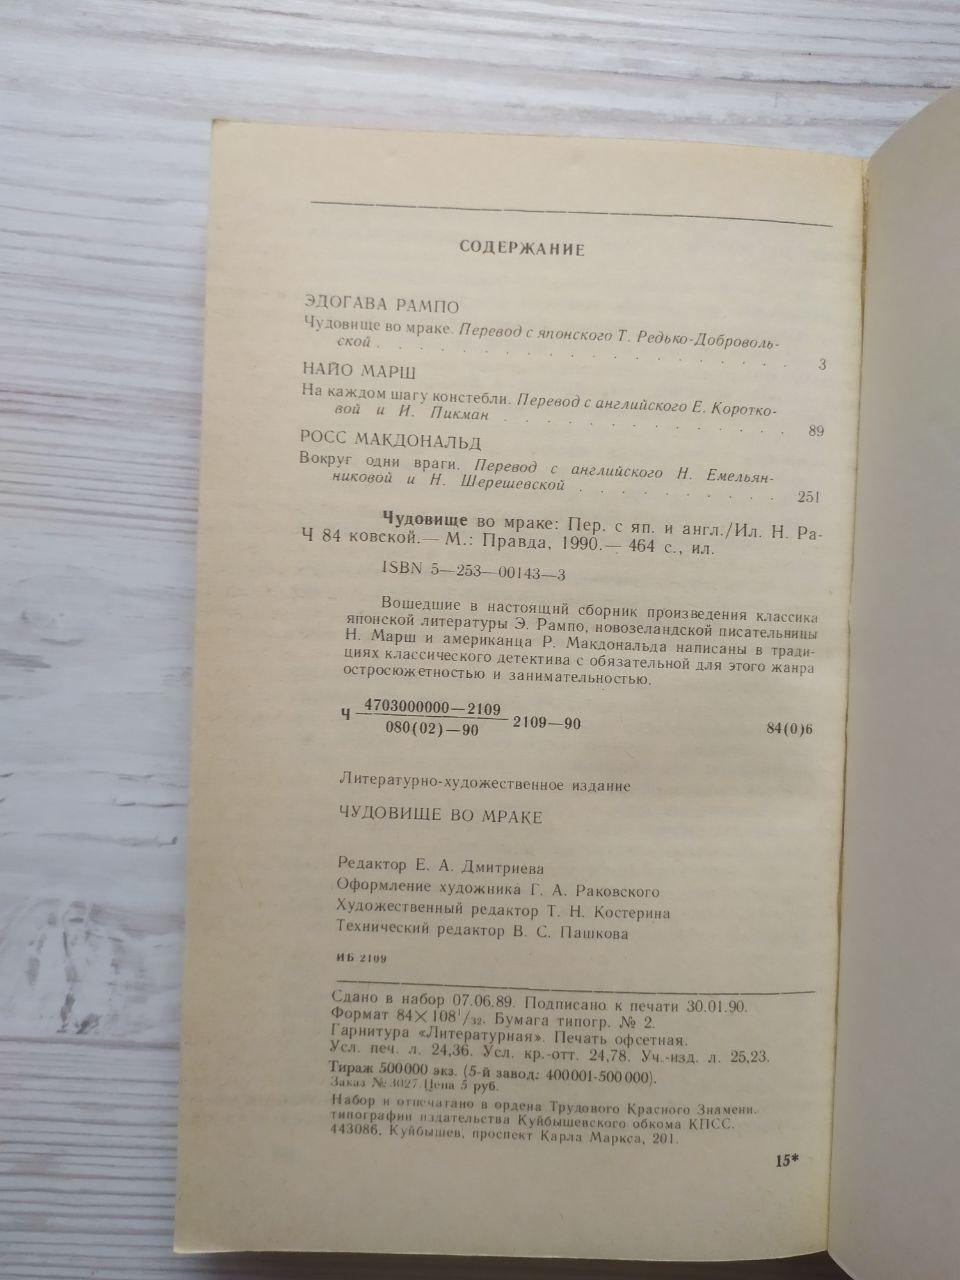 СОДЕРЖАНИЕ
ЭДОГАВА РАМПО
Чудовище во мраке. Перевод с японского Т. Редько-Доброволь-
ской . . . . . . . . . . . . . . . . . 3
НАЙО МАРШ
На каждом шагу констебли. Перевод с английского Е. Коротко-
вой и И. Пикман . . . . . . . . . . . . . 89
РОСС МАКДОНАЛЬД
Вокруг одни враги. Перевод с английского Н. Емельян-
никовой и Н. Шерешевской . . . . . . . . . 251
Чудовище во мраке: Пер. с яп. и англ./Ил. Н. Ра-
Ч 84 ковской.— М.: Правда, 1990.— 464 с., ил.
ISBN 5—253—00143—3
Вошедшие в настоящий сборник произведения классика
японской литературы Э. Рампо, новозеландской писательницы
Н. Марш и американца Р. Макдональда написаны в тради-
циях классического детектива с обязательной для этого жанра
остросюжетностью и занимательностью.
Ч 4703000000—2109
080(02)—90 2109—90 84(0)6
Литературно-художественное издание
ЧУДОВИЩЕ ВО МРАКЕ
Редактор Е. А. Дмитриева
Оформление художника Г. А. Раковского
Художественный редактор Т. Н. Костерина
Технический редактор В. С. Пашкова
ИБ 2109
Сдано в набор 07.06.89. Подписано к печати 30.01.90.
Формат 84×108¹/₃₂. Бумага типогр. № 2.
Гарнитура «Литературная». Печать офсетная.
Усл. печ. л. 24,36. Усл. кр.-отт. 24,78. Уч.-изд. л. 25,23.
Тираж 500000 экз. (5-й завод: 400001-500000).
Заказ № 3027. Цена 5 руб.
Набор и отпечатано в ордена Трудового Красного Знамени.
типографии издательства Куйбышевского обкома КПСС.
443086, Куйбышев, проспект Карла Маркса, 201.
15*